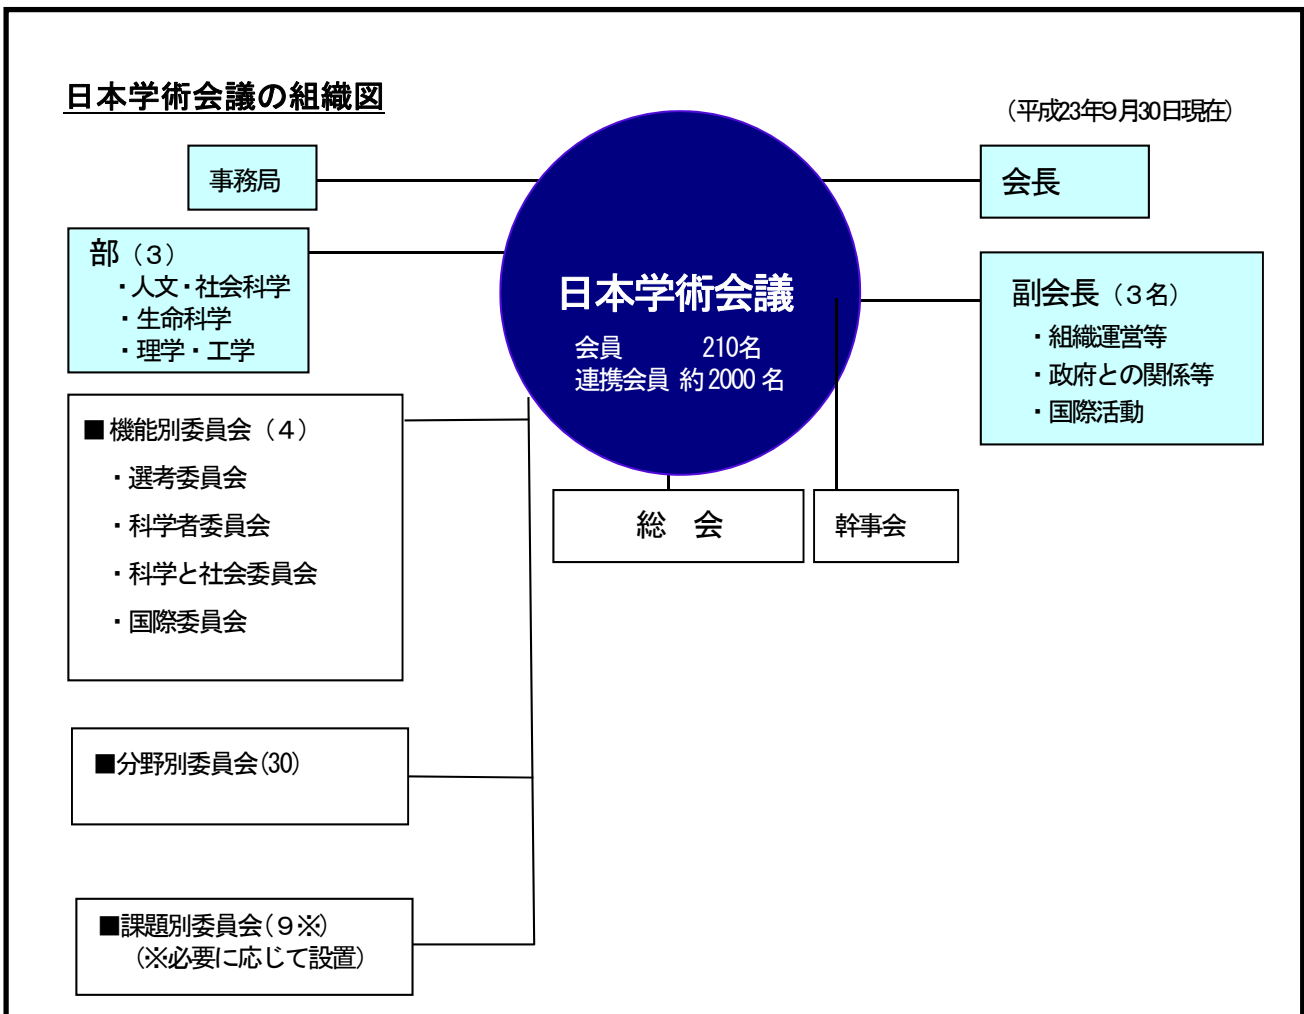 日本学術会議の組織図
（平成23年９月30日現在）
事務局
会長
部（３）
・人文・社会科学
・生命科学
・理学・工学
日本学術会議
会員 210名
連携会員 約2000 名
副会長（３名）
・組織運営等
・政府との関係等
・国際活動
■機能別委員会（４）
・選考委員会
・科学者委員会
・科学と社会委員会
・国際委員会
総　会
幹事会
■分野別委員会(30)
■課題別委員会(９※)
（※必要に応じて設置）